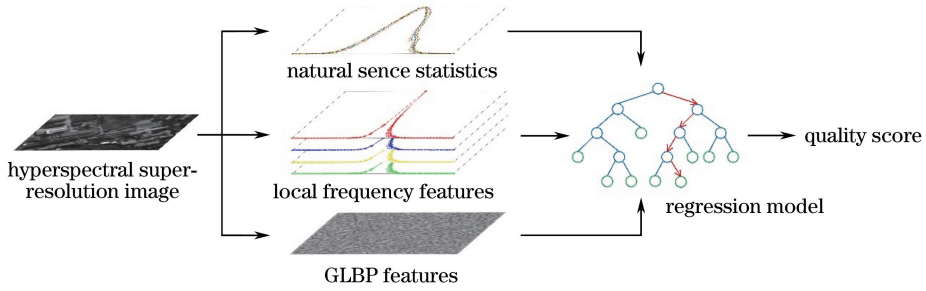 natural sence statistics
hyperspectral super-
resolution image
local frequency features
GLBP features
regression model
quality score